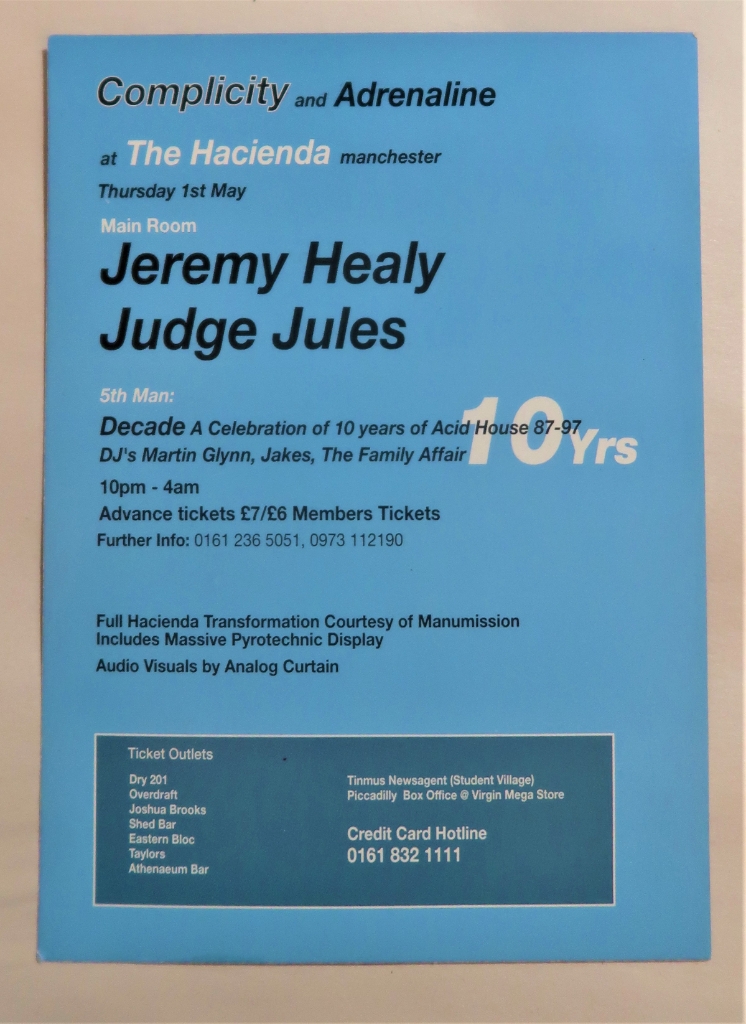 Complicity and Adrenaline
at The Hacienda manchester
Thursday 1st May
Main Room
Jeremy Healy
Judge Jules
5th Man:
Decade A Celebration of 10 years of Acid House 87-97
DJ's Martin Glynn, Jakes, The Family Affair
10Yrs
10pm - 4am
Advance tickets £7/£6 Members Tickets
Further Info: 0161 236 5051, 0973 112190
Full Hacienda Transformation Courtesy of Manumission
Includes Massive Pyrotechnic Display
Audio Visuals by Analog Curtain
Ticket Outlets
Dry 201
Overdraft
Joshua Brooks
Shed Bar
Eastern Bloc
Taylors
Athenaeum Bar
Tinmus Newsagent (Student Village)
Piccadilly Box Office @ Virgin Mega Store
Credit Card Hotline
0161 832 1111